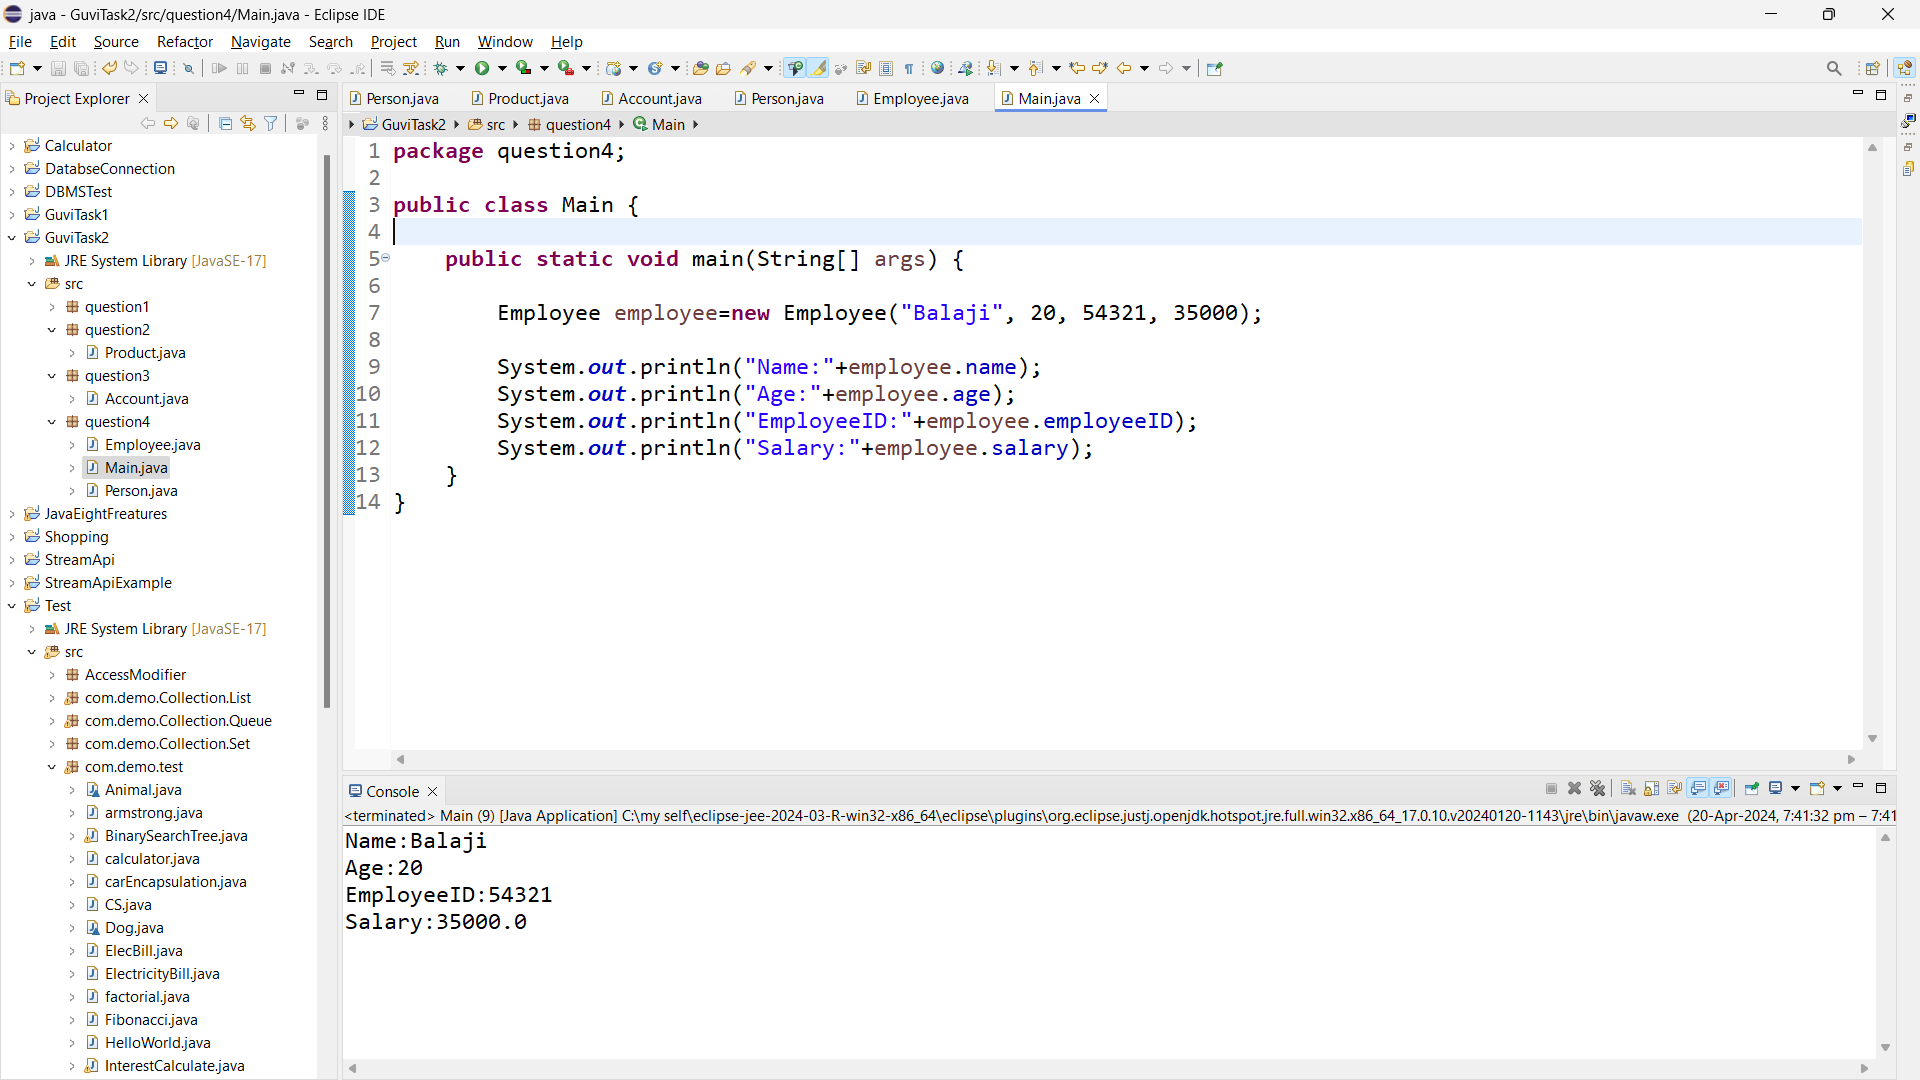 java - GuviTask2/src/question4/Main.java - Eclipse IDE
File Edit Source Refactor Navigate Search Project Run Window Help
Project Explorer
Person.java Product.java Account.java Person.java Employee.java Main.java
GuviTask2 src question4 Main
Calculator
DatabseConnection
DBMSTest
GuviTask1
GuviTask2
JRE System Library [JavaSE-17]
src
question1
question2
Product.java
question3
Account.java
question4
Employee.java
Main.java
Person.java
JavaEightFreatures
Shopping
StreamApi
StreamApiExample
Test
JRE System Library [JavaSE-17]
src
AccessModifier
com.demo.Collection.List
com.demo.Collection.Queue
com.demo.Collection.Set
com.demo.test
Animal.java
armstrong.java
BinarySearchTree.java
calculator.java
carEncapsulation.java
CS.java
Dog.java
ElecBill.java
ElectricityBill.java
factorial.java
Fibonacci.java
HelloWorld.java
InterestCalculate.java
1 package question4;
2
3 public class Main {
4
5 public static void main(String[] args) {
6
7 Employee employee=new Employee("Balaji", 20, 54321, 35000);
8
9 System.out.println("Name:"+employee.name);
10 System.out.println("Age:"+employee.age);
11 System.out.println("EmployeeID:"+employee.employeeID);
12 System.out.println("Salary:"+employee.salary);
13 }
14 }
Console
<terminated> Main (9) [Java Application] C:\my self\eclipse-jee-2024-03-R-win32-x86_64\eclipse\plugins\org.eclipse.justj.openjdk.hotspot.jre.full.win32.x86_64_17.0.10.v20240120-1143\jre\bin\javaw.exe (20-Apr-2024, 7:41:32 pm – 7:41
Name:Balaji
Age:20
EmployeeID:54321
Salary:35000.0